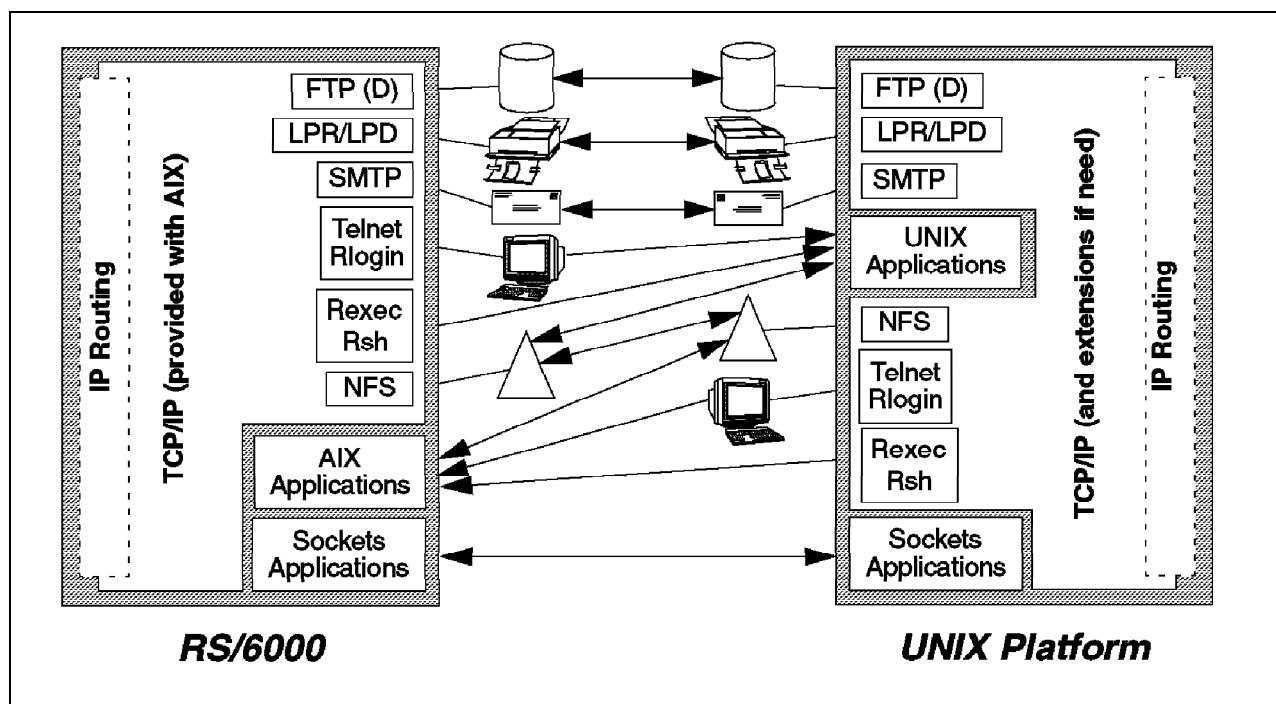 IP Routing
TCP/IP (provided with AIX)
FTP (D)
LPR/LPD
SMTP
Telnet
Rlogin
Rexec
Rsh
NFS
AIX
Applications
Sockets
Applications
RS/6000
FTP (D)
LPR/LPD
SMTP
UNIX
Applications
NFS
Telnet
Rlogin
Rexec
Rsh
Sockets
Applications
TCP/IP (and extensions if need)
IP Routing
UNIX Platform